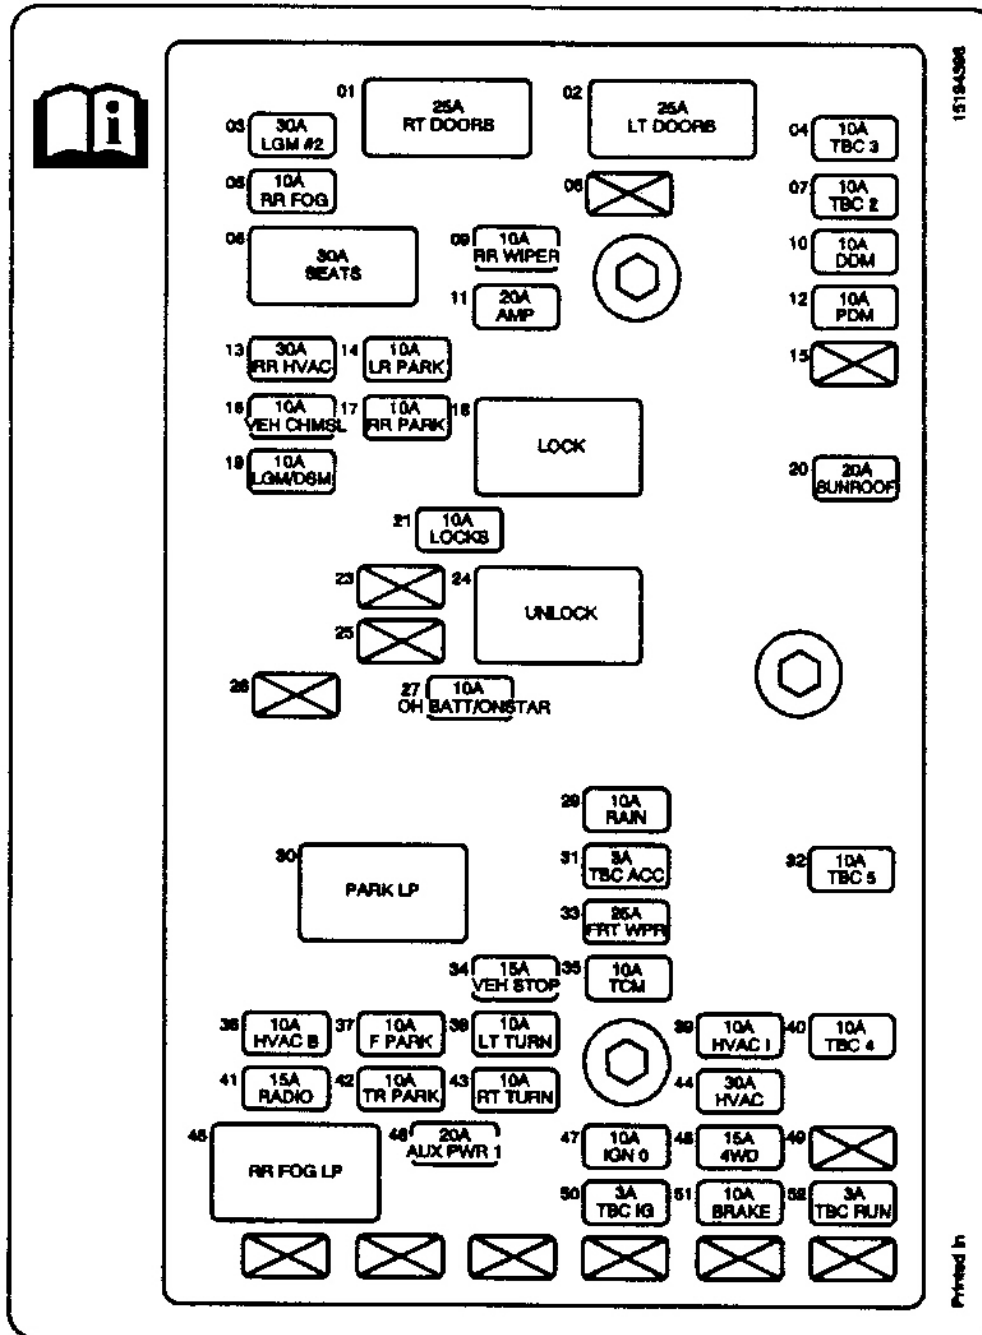 i
15194396
01
25A
RT DOORS
02
25A
LT DOORS
03
30A
LGM #2
04
10A
TBC 3
05
10A
RR FOG
06
07
10A
TBC 2
08
30A
SEATS
09
10A
RR WIPER
10
10A
DDM
11
20A
AMP
12
10A
PDM
13
30A
RR HVAC
14
10A
LR PARK
15
16
10A
VEH CHMSL
17
10A
RR PARK
18
LOCK
19
10A
LGM/DSM
20
20A
SUNROOF
21
10A
LOCKS
23
24
UNLOCK
25
26
27
10A
OH BATT/ONSTAR
29
10A
RAIN
30
PARK LP
31
3A
TBC ACC
32
10A
TBC 5
33
25A
FRT WPR
34
15A
VEH STOP
35
10A
TCM
36
10A
HVAC B
37
10A
F PARK
38
10A
LT TURN
39
10A
HVAC I
40
10A
TBC 4
41
15A
RADIO
42
10A
TR PARK
43
10A
RT TURN
44
30A
HVAC
45
RR FOG LP
46
20A
AUX PWR 1
47
10A
IGN 0
48
15A
4WD
49
50
3A
TBC IG
51
10A
BRAKE
52
3A
TBC RUN
Printed in